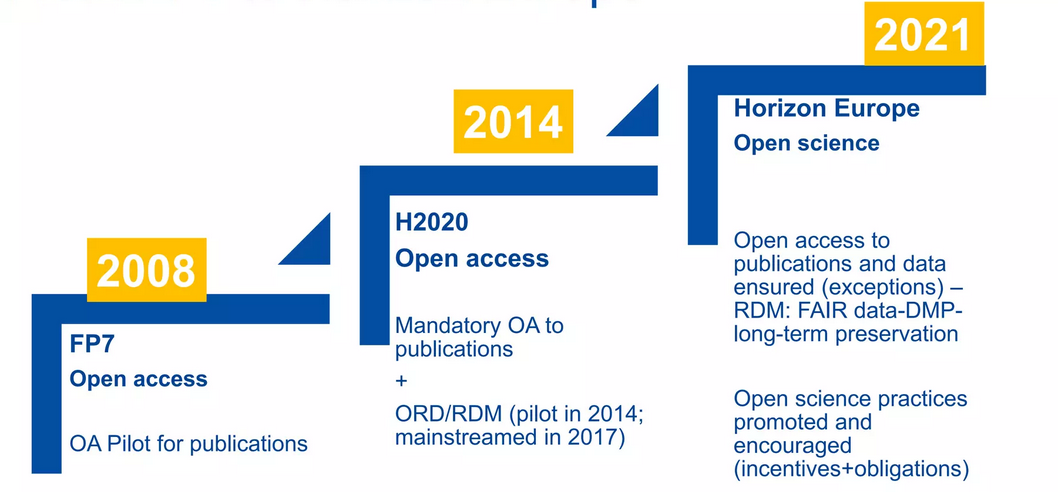 2008
FP7
Open access
OA Pilot for publications
2014
H2020
Open access
Mandatory OA to
publications
+
ORD/RDM (pilot in 2014;
mainstreamed in 2017)
2021
Horizon Europe
Open science
Open access to
publications and data
ensured (exceptions) –
RDM: FAIR data-DMP-
long-term preservation
Open science practices
promoted and
encouraged
(incentives+obligations)